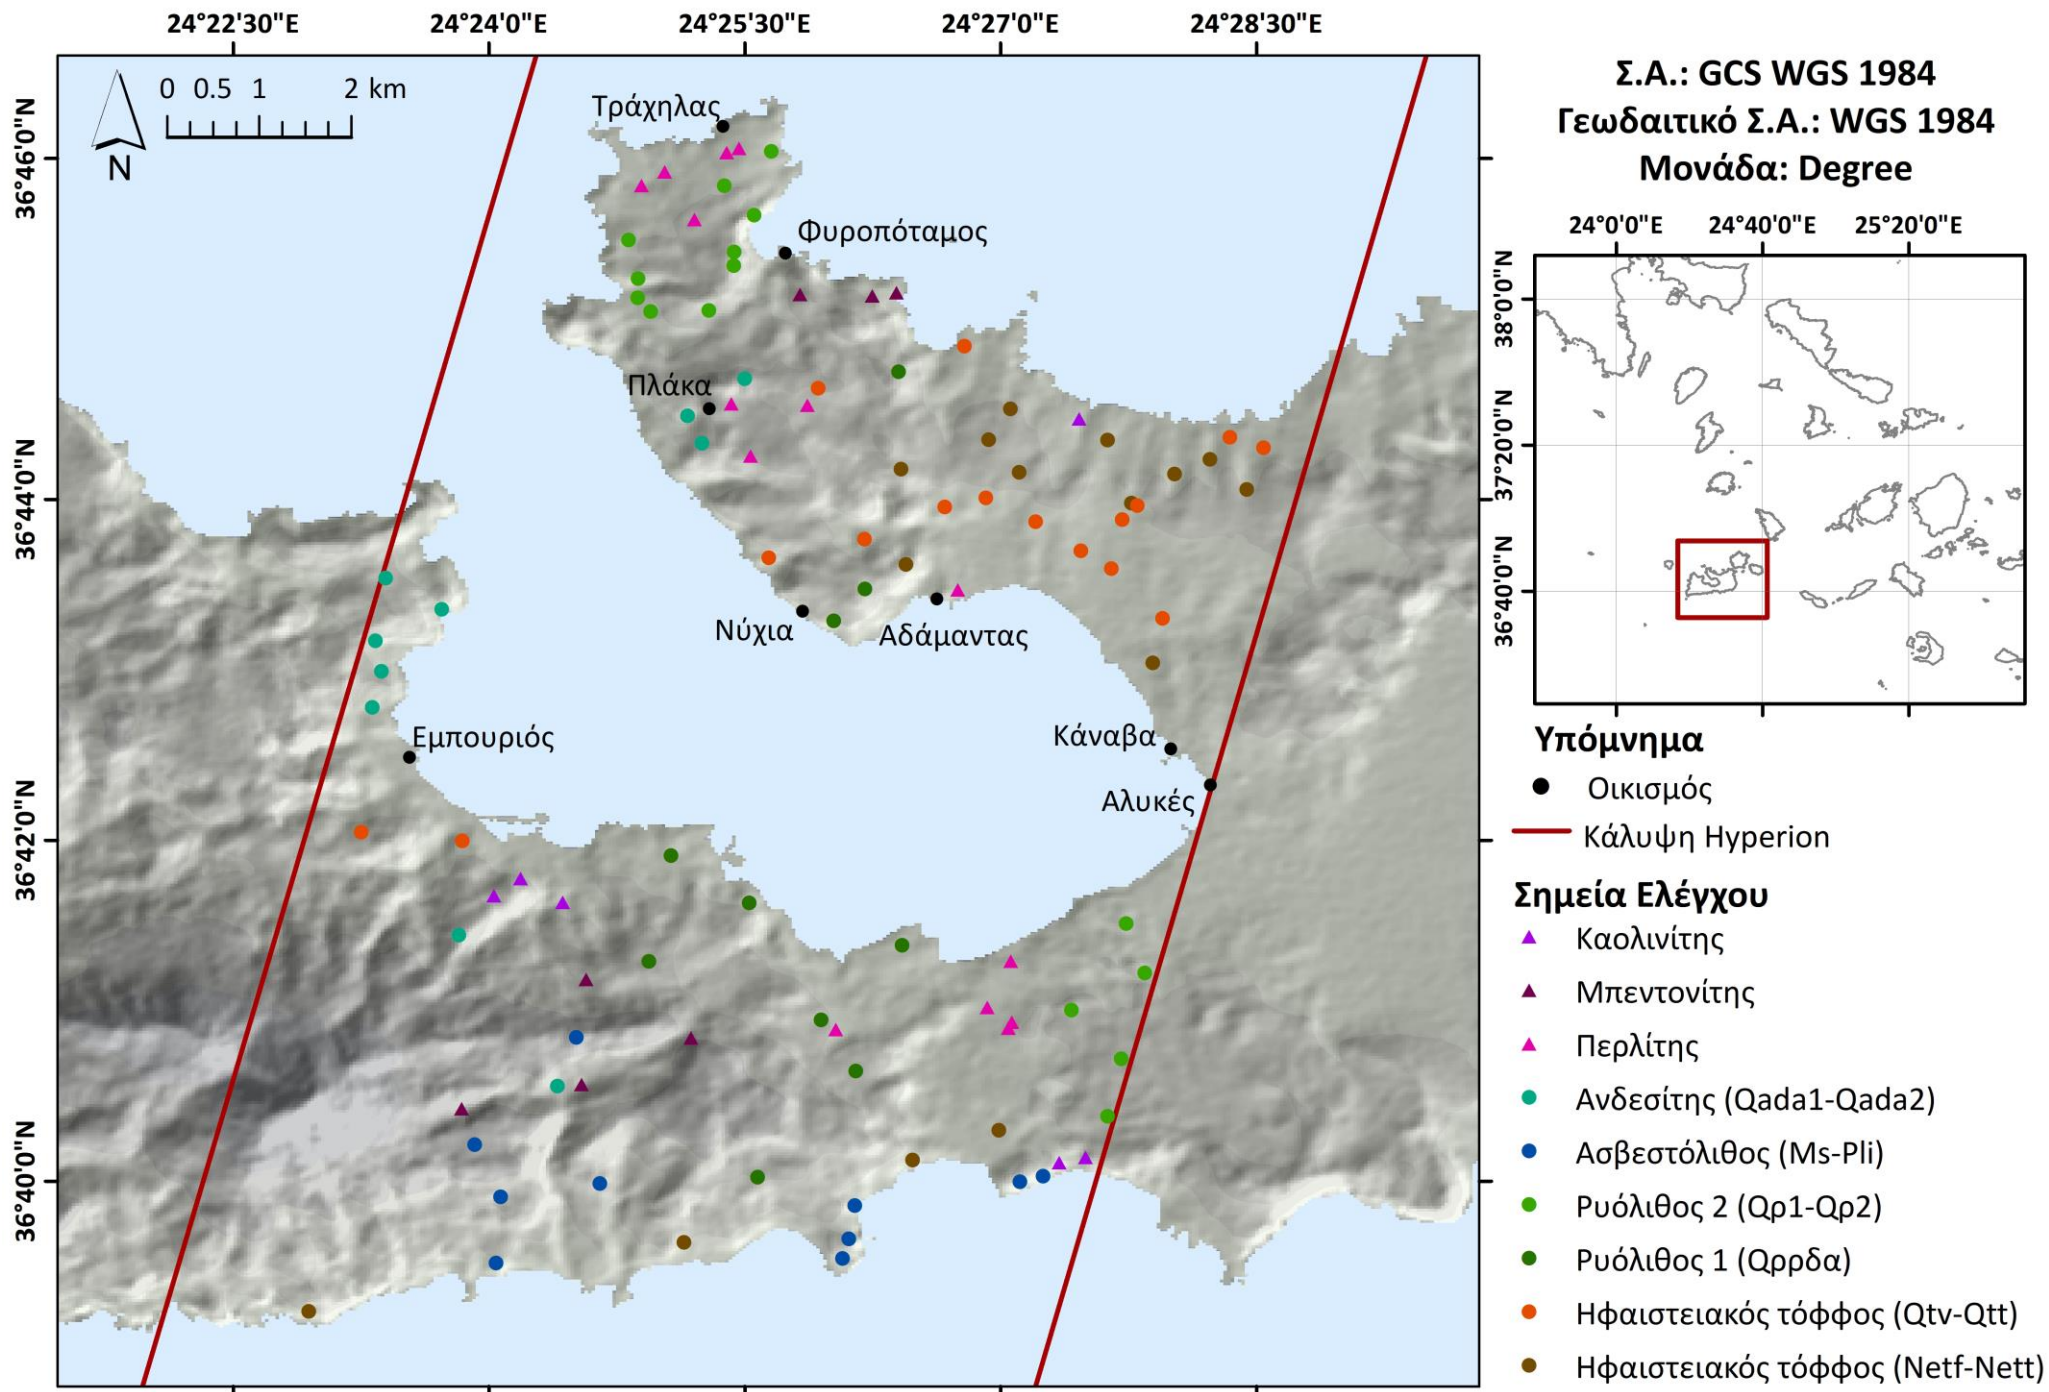 24°22'30"E 24°24'0"E 24°25'30"E 24°27'0"E 24°28'30"E
0 0.5 1 2 km
N
36°46'0"N
36°44'0"N
36°42'0"N
36°40'0"N
Τράχηλας
Φυροπόταμος
Πλάκα
Νύχια
Αδάμαντας
Εμπουριός
Κάναβα
Αλυκές
Σ.Α.: GCS WGS 1984
Γεωδαιτικό Σ.Α.: WGS 1984
Μονάδα: Degree
24°0'0"E 24°40'0"E 25°20'0"E
38°0'0"N
37°20'0"N
36°40'0"N
Υπόμνημα
Οικισμός
Κάλυψη Hyperion
Σημεία Ελέγχου
Καολινίτης
Μπεντονίτης
Περλίτης
Ανδεσίτης (Qada1-Qada2)
Ασβεστόλιθος (Ms-Pli)
Ρυόλιθος 2 (Qρ1-Qρ2)
Ρυόλιθος 1 (Qρρδα)
Ηφαιστειακός τόφφος (Qtv-Qtt)
Ηφαιστειακός τόφφος (Netf-Nett)